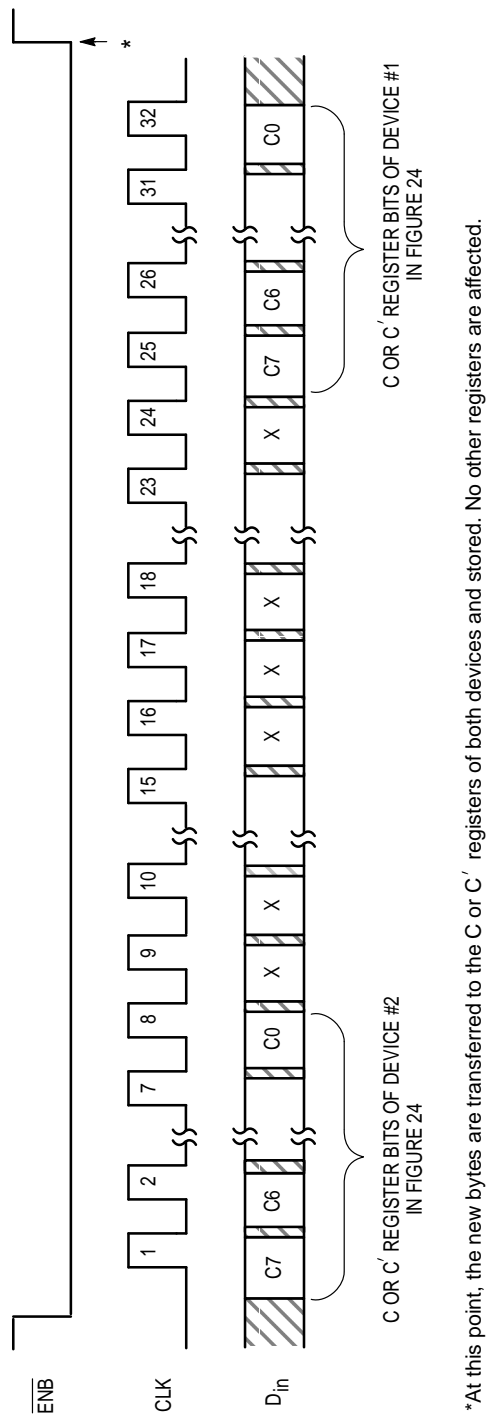 ENB
*
CLK
1 2 7 8 9 10 15 16 17 18 23 24 25 26 31 32
Din
C7 C6 C0 X X X X X X C7 C6 C0
C OR C′ REGISTER BITS OF DEVICE #2
IN FIGURE 24
C OR C′ REGISTER BITS OF DEVICE #1
IN FIGURE 24
*At this point, the new bytes are transferred to the C or C′ registers of both devices and stored. No other registers are affected.